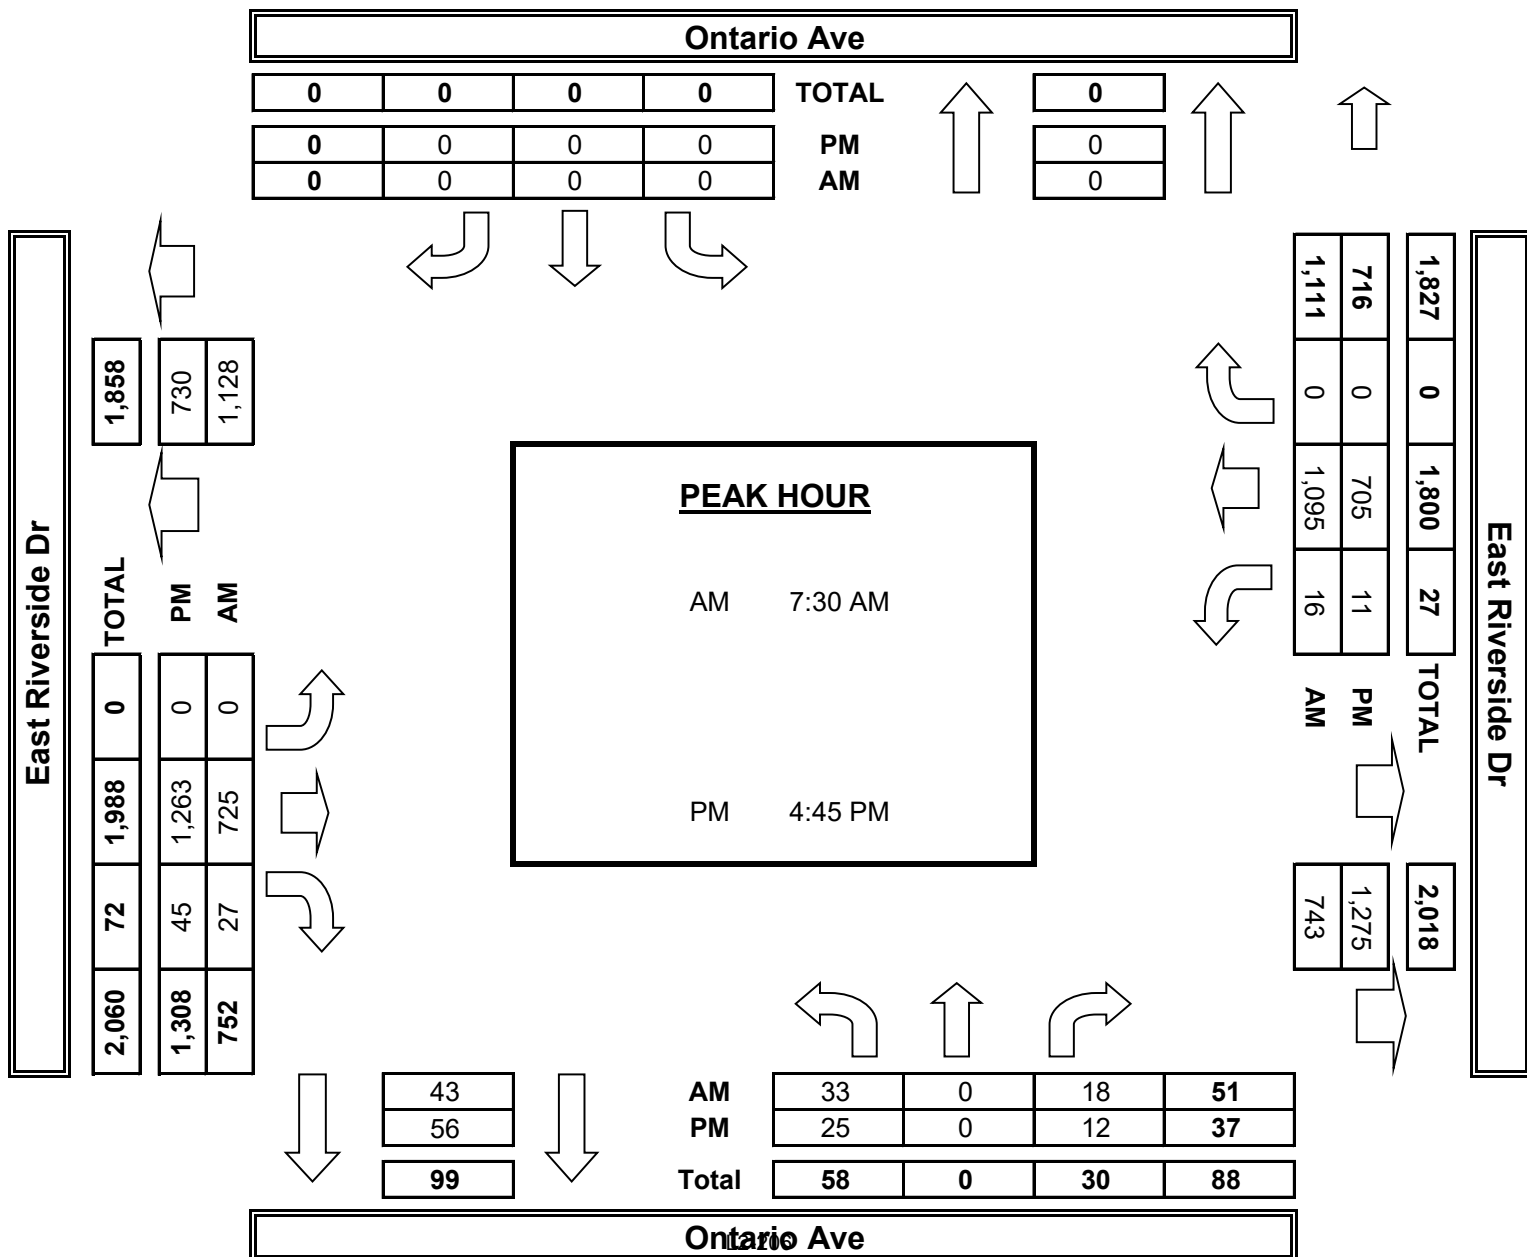 Ontario Ave
0 0 0 0 TOTAL 0
0 0 0 0 PM 0
0 0 0 0 AM 0
East Riverside Dr
1,858 730 1,128
TOTAL PM AM
0 0 0
1,988 1,263 725
72 45 27
2,060 1,308 752
PEAK HOUR
AM 7:30 AM
PM 4:45 PM
1,111 716 1,827
0 0 0
1,095 705 1,800
16 11 27
AM PM TOTAL
743 1,275 2,018
East Riverside Dr
43 AM 33 0 18 51
56 PM 25 0 12 37
99 Total 58 0 30 88
Ontario Ave